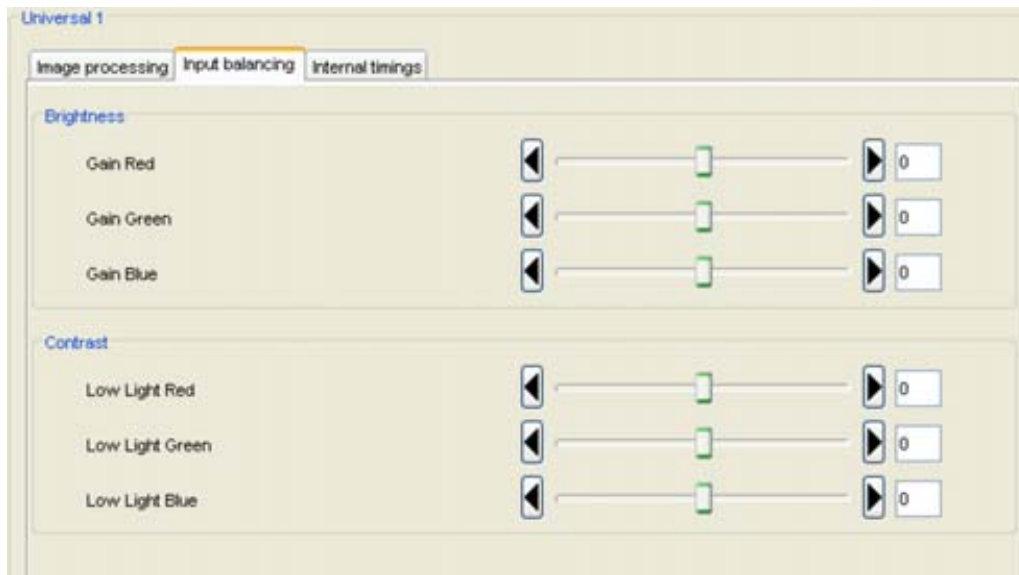 Universal 1
Image processing Input balancing Internal timings
Brightness
Gain Red 0
Gain Green 0
Gain Blue 0
Contrast
Low Light Red 0
Low Light Green 0
Low Light Blue 0